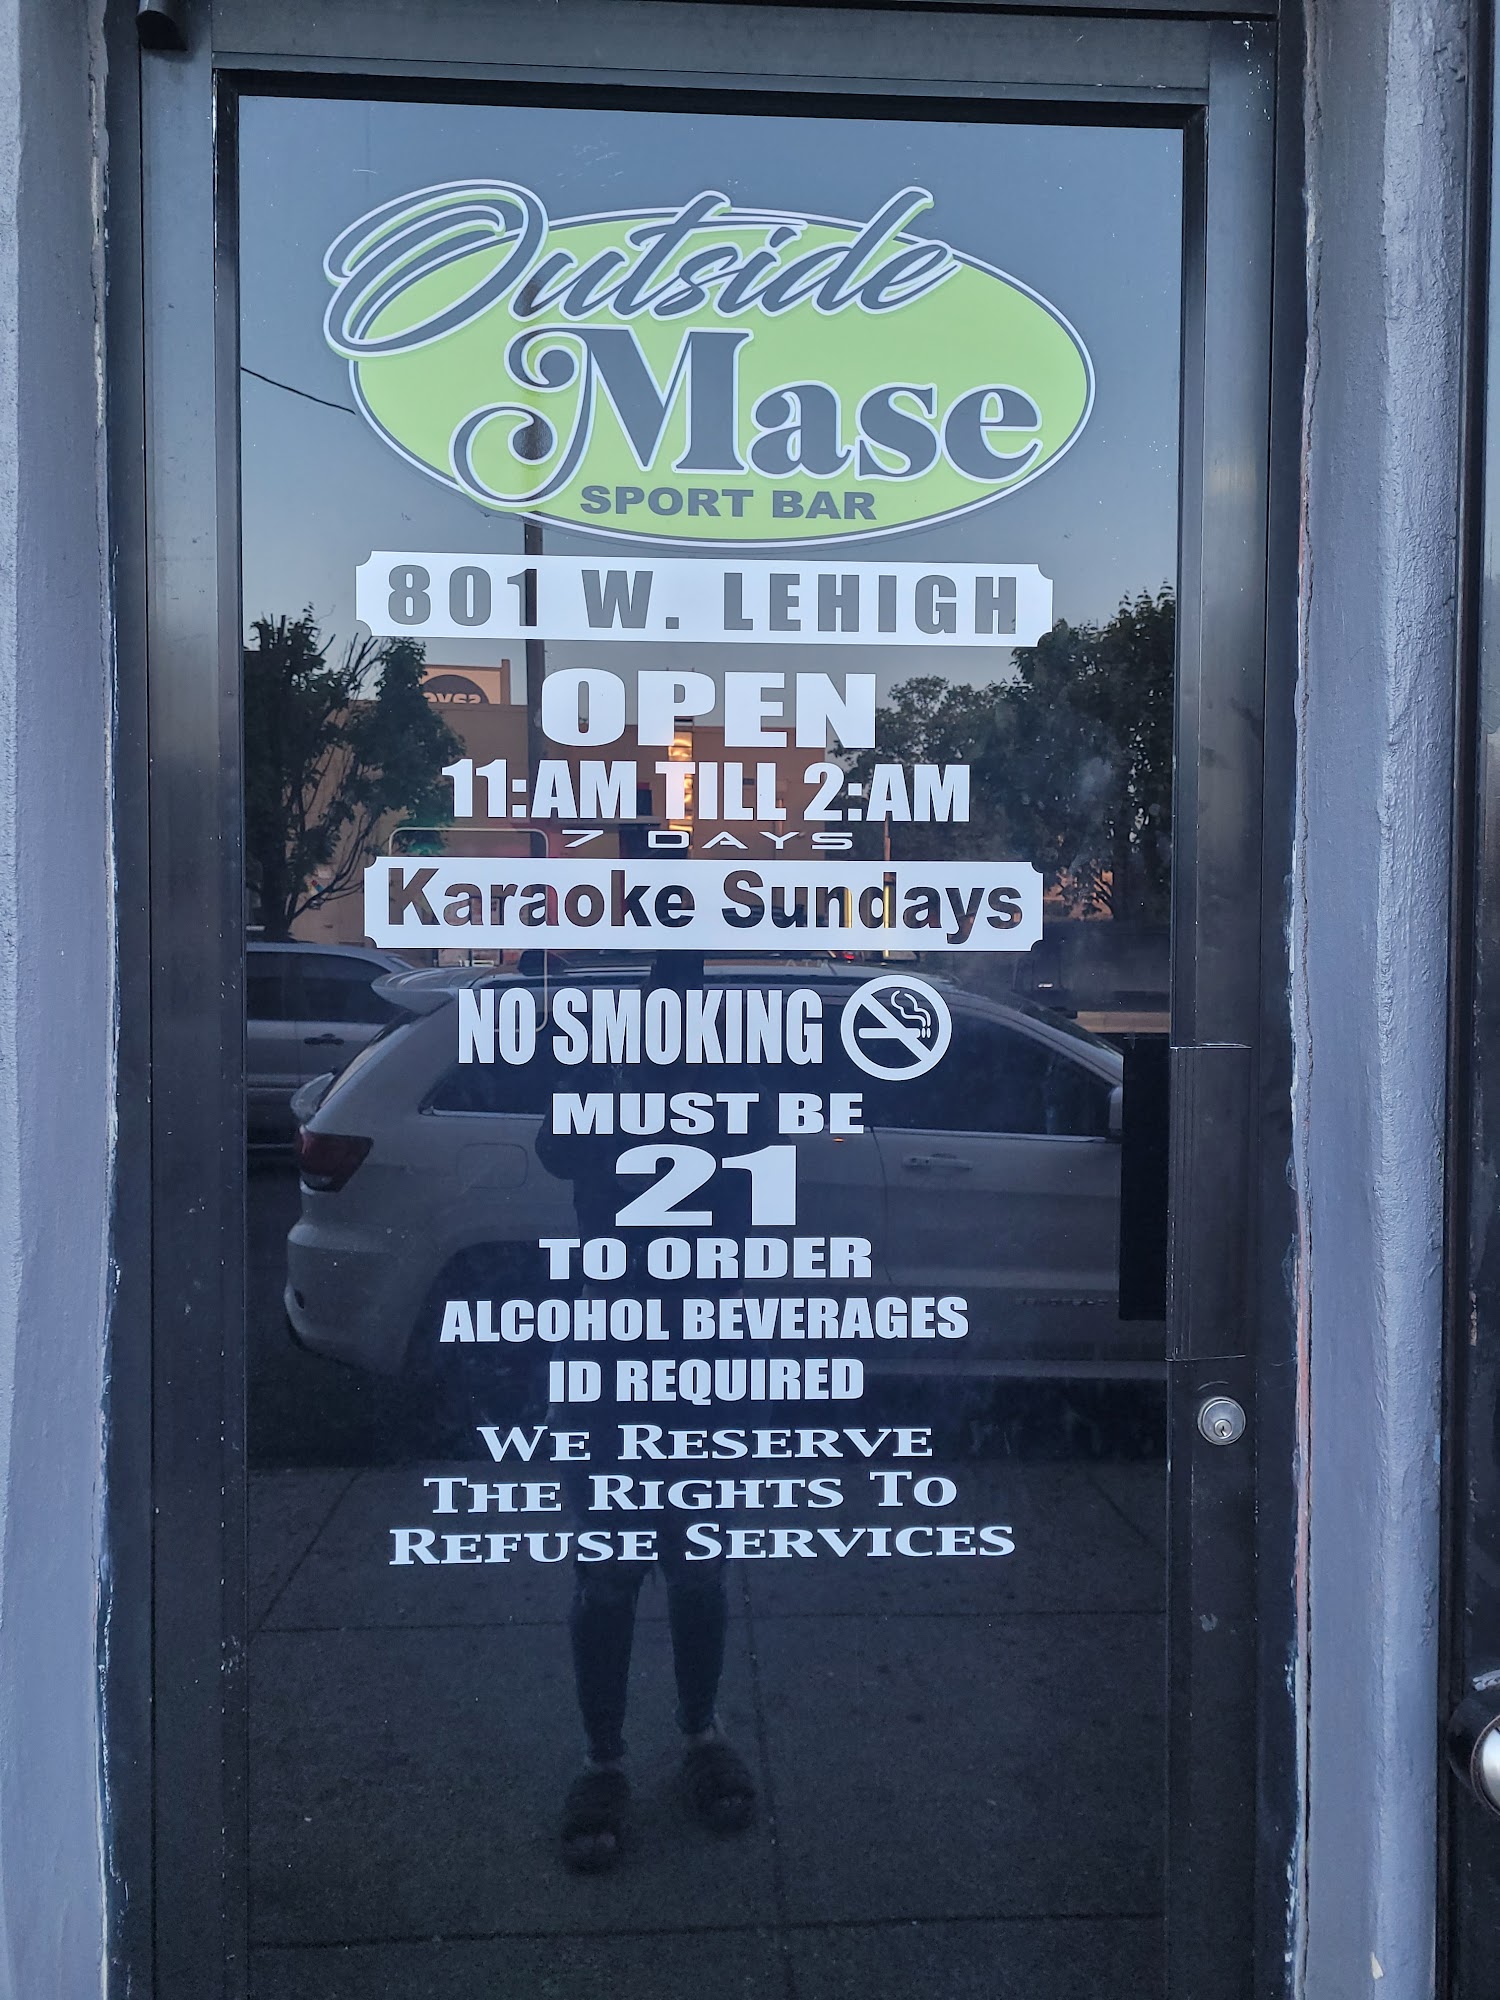 Outside
Mase
SPORT BAR
801 W. LEHIGH
OPEN
11:AM TILL 2:AM
7 DAYS
Karaoke Sundays
NO SMOKING
MUST BE
21
TO ORDER
ALCOHOL BEVERAGES
ID REQUIRED
WE RESERVE
THE RIGHTS TO
REFUSE SERVICES